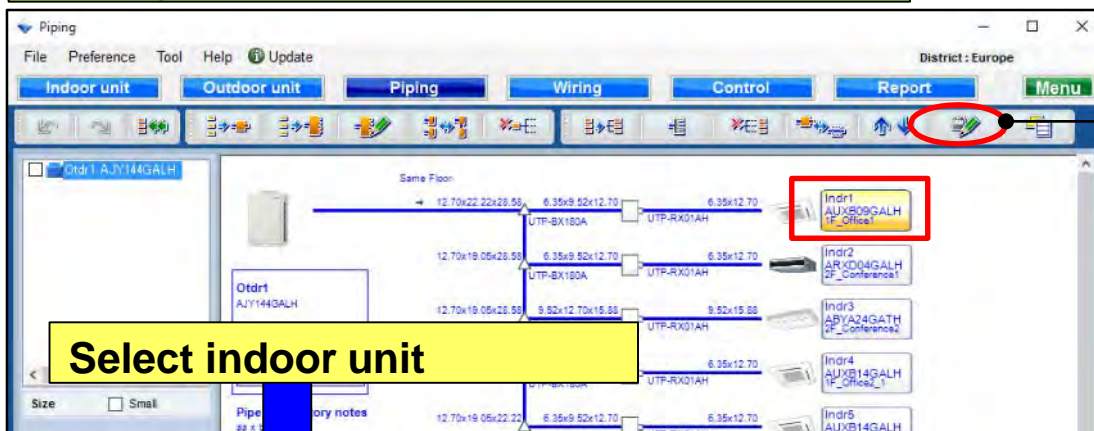 Piping
File Preference Tool Help Update
District : Europe
Indoor unit Outdoor unit Piping Wiring Control Report Menu
Otdr1 AJY144GALH
Same Floor
12.70x22.22x28.58 6.35x9.52x12.70 6.35x12.70
UTP-BX180A UTP-RX01AH
Indr1
AUXB09GALH
1F_Office1
12.70x19.05x28.58 6.35x9.52x12.70 6.35x12.70
UTP-BX180A UTP-RX01AH
Indr2
ARXD04GALH
2F_Conference1
Otdr1
AJY144GALH
12.70x19.05x28.58 9.52x12.70x15.88 9.52x15.88
UTP-RX01AH
Indr3
ABYA24GATH
2F_Conference2
Select indoor unit
6.35x12.70
UTP-BX180A UTP-RX01AH
Indr4
AUXB14GALH
1F_Office2_1
Size Small
Pipe ory notes
12.70x19.05x22.22 6.35x9.52x12.70 6.35x12.70
Indr5
AUXB14GALH